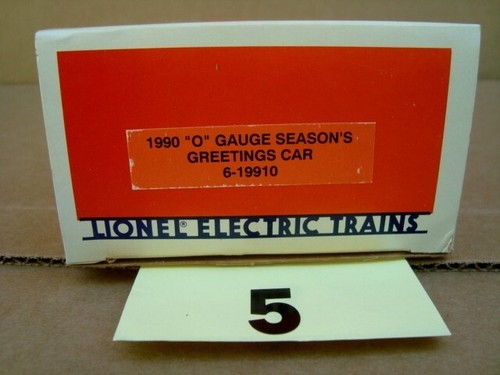 1990 "O" GAUGE SEASON'S
GREETINGS CAR
6-19910
LIONEL® ELECTRIC TRAINS
5